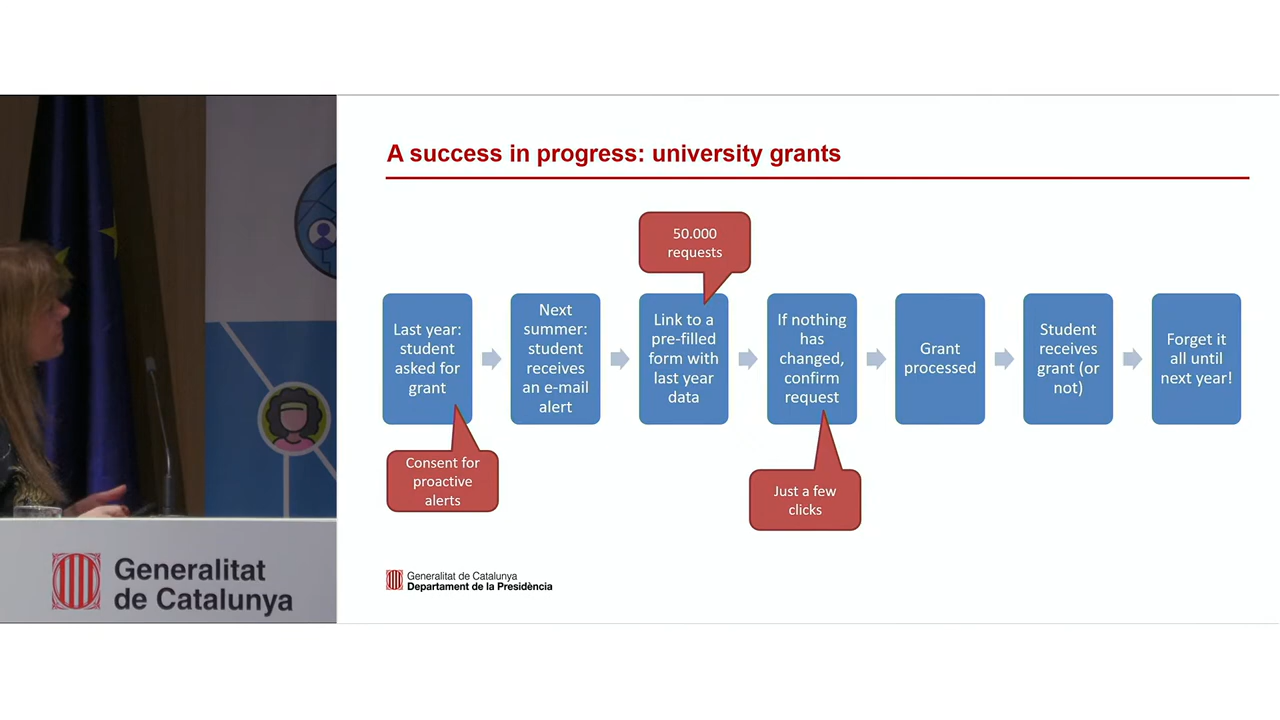 A success in progress: university grants
50.000
requests
Last year:
student
asked for
grant
Next
summer:
student
receives
an e-mail
alert
Link to a
pre-filled
form with
last year
data
If nothing
has
changed,
confirm
request
Grant
processed
Student
receives
grant (or
not)
Forget it
all until
next year!
Consent for
proactive
alerts
Just a few
clicks
Generalitat de Catalunya
Departament de la Presidència
Generalitat
de Catalunya